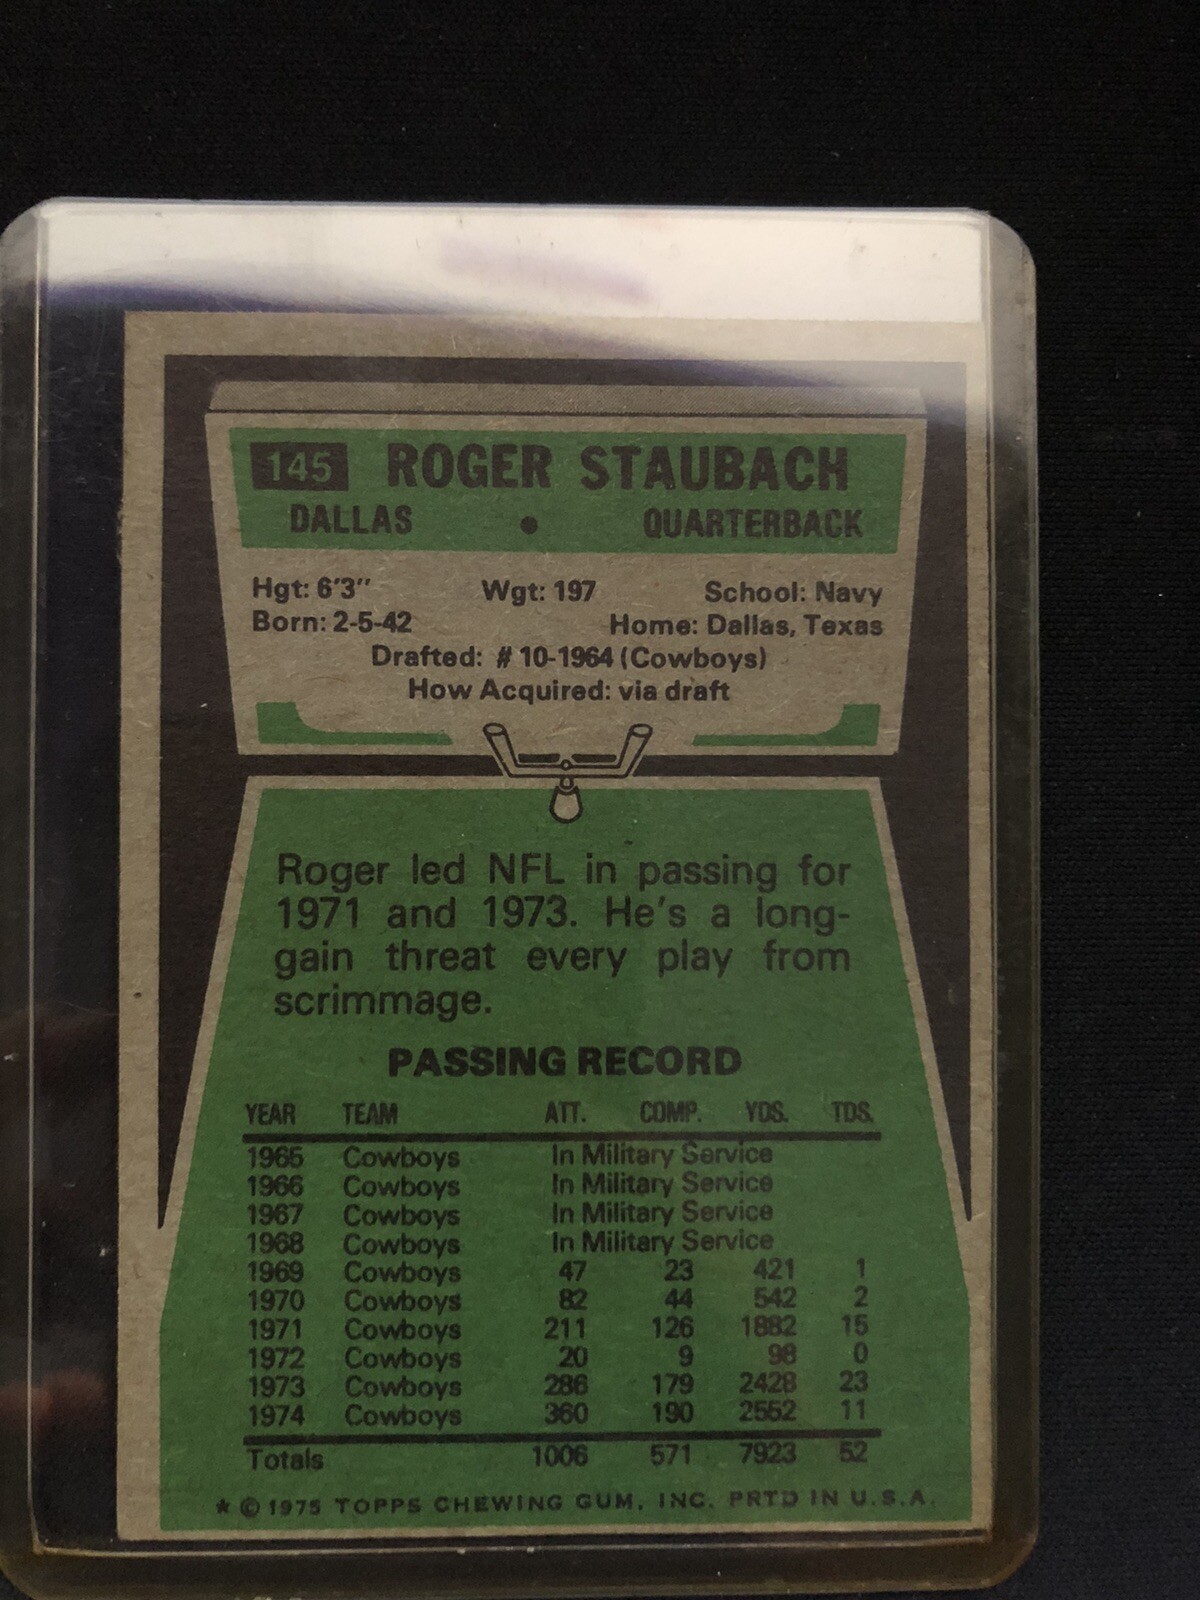 145 ROGER STAUBACH
DALLAS • QUARTERBACK
Hgt: 6'3" Wgt: 197 School: Navy
Born: 2-5-42 Home: Dallas, Texas
Drafted: # 10-1964 (Cowboys)
How Acquired: via draft
Roger led NFL in passing for
1971 and 1973. He's a long-
gain threat every play from
scrimmage.
PASSING RECORD
YEAR TEAM ATT. COMP. YDS. TDS.
1965 Cowboys In Military Service
1966 Cowboys In Military Service
1967 Cowboys In Military Service
1968 Cowboys In Military Service
1969 Cowboys 47 23 421 1
1970 Cowboys 82 44 542 2
1971 Cowboys 211 126 1882 15
1972 Cowboys 20 9 98 0
1973 Cowboys 286 179 2428 23
1974 Cowboys 360 190 2552 11
Totals 1006 571 7923 52
* © 1975 TOPPS CHEWING GUM, INC. PRTD IN U.S.A.